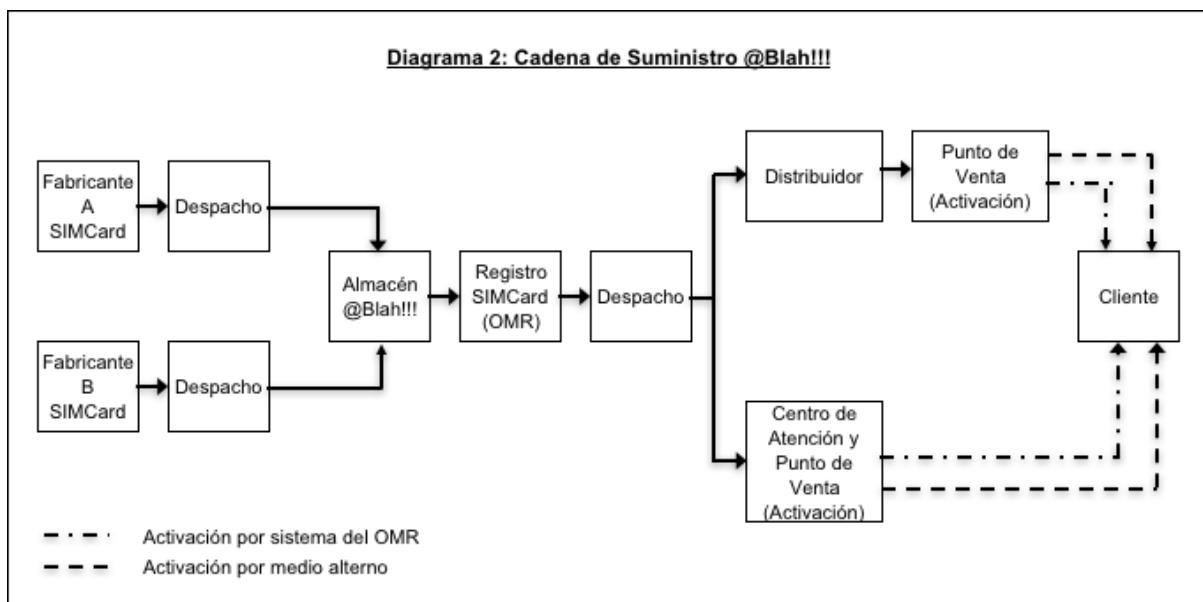 Diagrama 2: Cadena de Suministro @Blah!!!
Fabricante
A
SIMCard
Despacho
Fabricante
B
SIMCard
Despacho
Almacén
@Blah!!!
Registro
SIMCard
(OMR)
Despacho
Distribuidor
Punto de
Venta
(Activación)
Centro de
Atención y
Punto de
Venta
(Activación)
Cliente
Activación por sistema del OMR
Activación por medio alterno